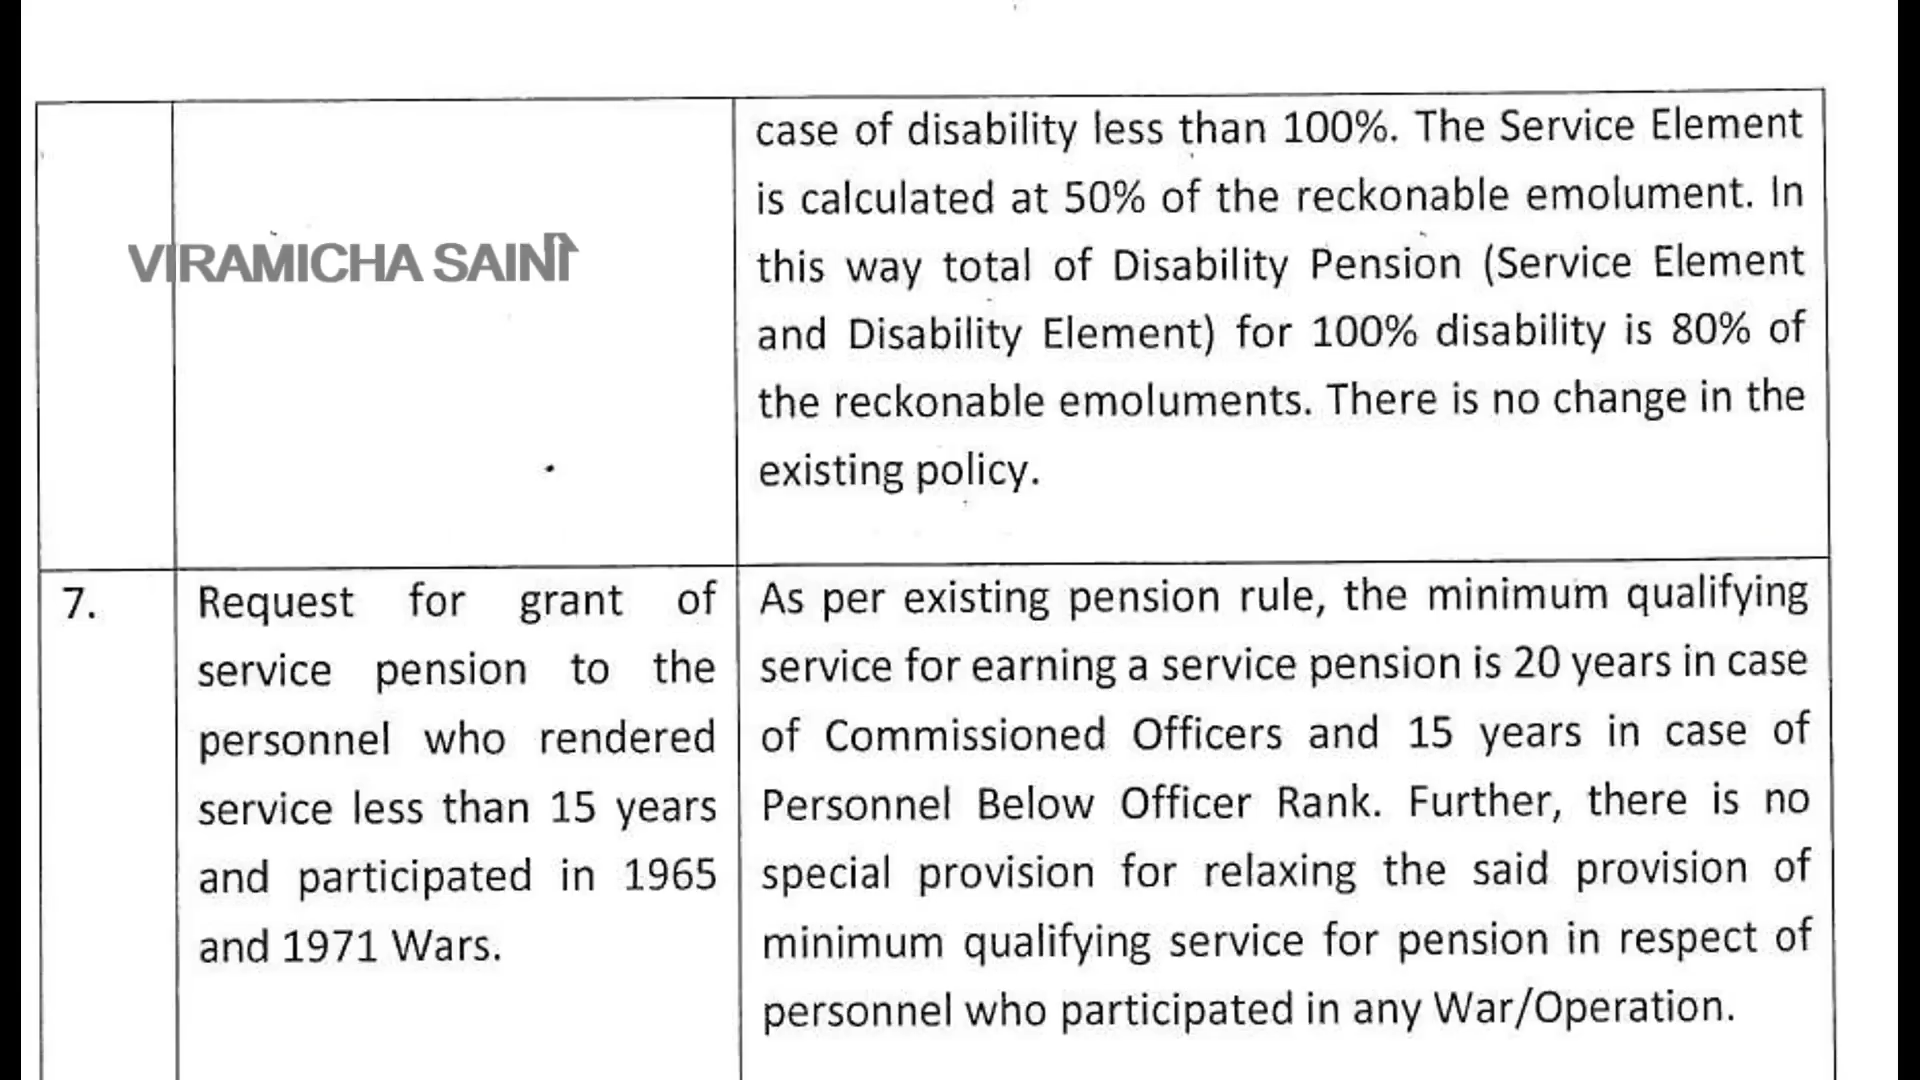 case of disability less than 100%. The Service Element
is calculated at 50% of the reckonable emolument. In
this way total of Disability Pension (Service Element
and Disability Element) for 100% disability is 80% of
the reckonable emoluments. There is no change in the
existing policy.
VIRAMICHA SAINI
7.
Request for grant of
service pension to the
personnel who rendered
service less than 15 years
and participated in 1965
and 1971 Wars.
As per existing pension rule, the minimum qualifying
service for earning a service pension is 20 years in case
of Commissioned Officers and 15 years in case of
Personnel Below Officer Rank. Further, there is no
special provision for relaxing the said provision of
minimum qualifying service for pension in respect of
personnel who participated in any War/Operation.